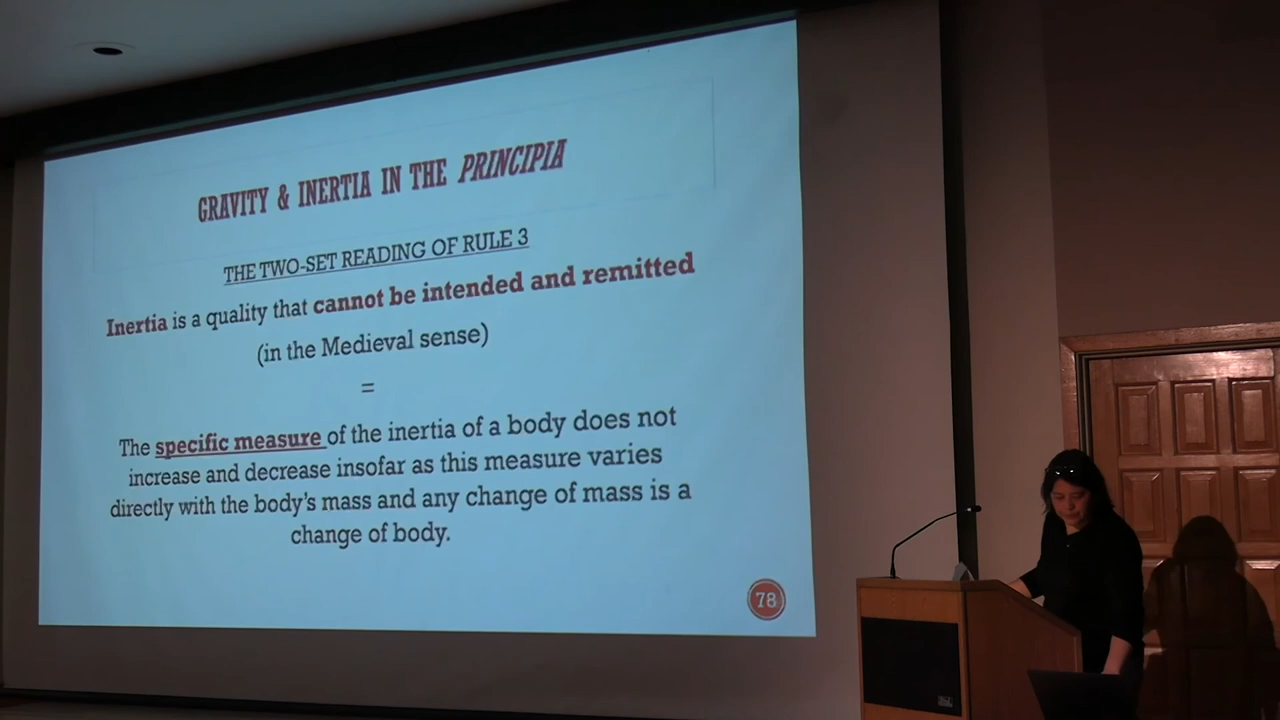 GRAVITY & INERTIA IN THE PRINCIPIA
THE TWO-SET READING OF RULE 3
Inertia is a quality that cannot be intended and remitted
(in the Medieval sense)
=
The specific measure of the inertia of a body does not
increase and decrease insofar as this measure varies
directly with the body's mass and any change of mass is a
change of body.
78